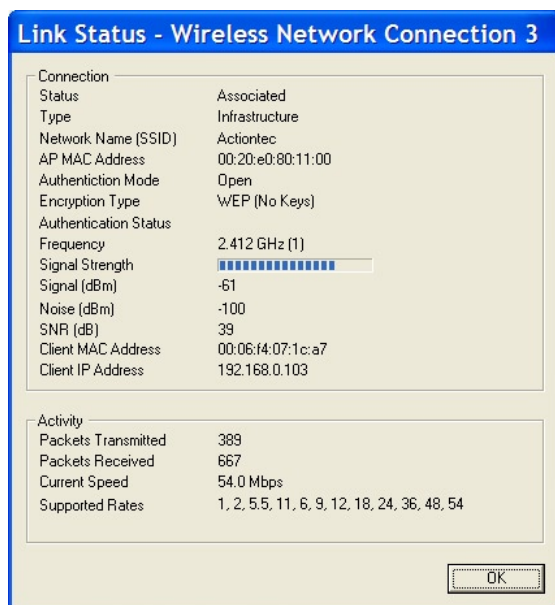 Link Status - Wireless Network Connection 3
Connection
Status Associated
Type Infrastructure
Network Name (SSID) Actiontec
AP MAC Address 00:20:e0:80:11:00
Authentiction Mode Open
Encryption Type WEP (No Keys)
Authentication Status
Frequency 2.412 GHz (1)
Signal Strength
Signal (dBm) -61
Noise (dBm) -100
SNR (dB) 39
Client MAC Address 00:06:f4:07:1c:a7
Client IP Address 192.168.0.103
Activity
Packets Transmitted 389
Packets Received 667
Current Speed 54.0 Mbps
Supported Rates 1, 2, 5.5, 11, 6, 9, 12, 18, 24, 36, 48, 54
OK